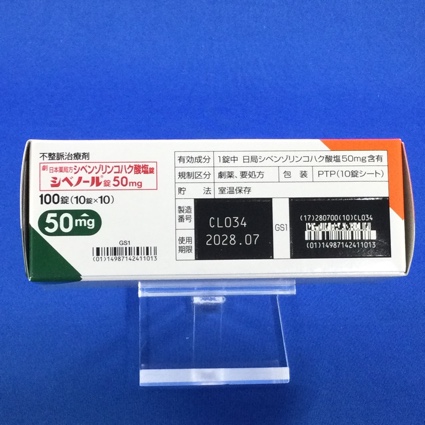 不整脈治療剤
劇 日本薬局方 シベンゾリンコハク酸塩錠
シベノール錠50mg
100錠(10錠×10)
50mg
GS1
(01)14987142411013
有効成分 1錠中 日局シベンゾリンコハク酸塩50mg含有
規制区分 劇薬、要処方 包装 PTP(10錠シート)
貯法 室温保存
製造番号 CL034
使用期限 2028.07
GS1
(17)280700(10)CL034
(01)14987142411013